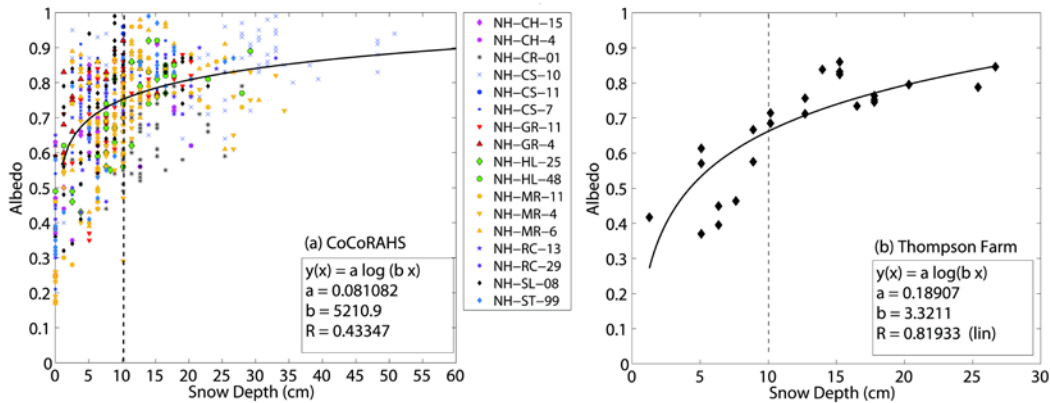 1
0.9
0.8
0.7
0.6
0.5
0.4
0.3
0.2
0.1
0
Albedo
0 5 10 15 20 25 30 35 40 45 50 55 60
Snow Depth (cm)
(a) CoCoRAHS
y(x) = a log (b x)
a = 0.081082
b = 5210.9
R = 0.43347
NH−CH−15
NH−CH−4
NH−CR−01
NH−CS−10
NH−CS−11
NH−CS−7
NH−GR−11
NH−GR−4
NH−HL−25
NH−HL−48
NH−MR−11
NH−MR−4
NH−MR−6
NH−RC−13
NH−RC−29
NH−SL−08
NH−ST−99
1
0.9
0.8
0.7
0.6
0.5
0.4
0.3
0.2
0.1
0
Albedo
0 5 10 15 20 25 30
Snow Depth (cm)
(b) Thompson Farm
y(x) = a log(b x)
a = 0.18907
b = 3.3211
R = 0.81933 (lin)